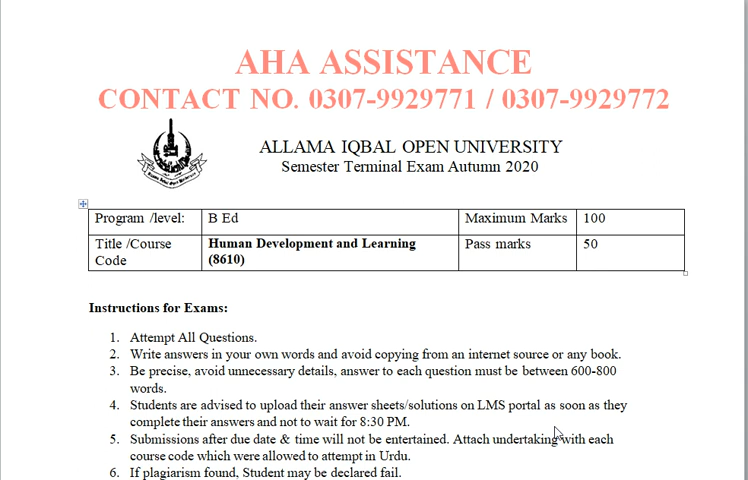 AHA ASSISTANCE
CONTACT NO. 0307-9929771 / 0307-9929772
ALLAMA IQBAL OPEN UNIVERSITY
Semester Terminal Exam Autumn 2020
Program /level: B Ed Maximum Marks 100
Title /Course Code Human Development and Learning (8610) Pass marks 50
Instructions for Exams:
1. Attempt All Questions.
2. Write answers in your own words and avoid copying from an internet source or any book.
3. Be precise, avoid unnecessary details, answer to each question must be between 600-800
words.
4. Students are advised to upload their answer sheets/solutions on LMS portal as soon as they
complete their answers and not to wait for 8:30 PM.
5. Submissions after due date & time will not be entertained. Attach undertaking with each
course code which were allowed to attempt in Urdu.
6. If plagiarism found, Student may be declared fail.